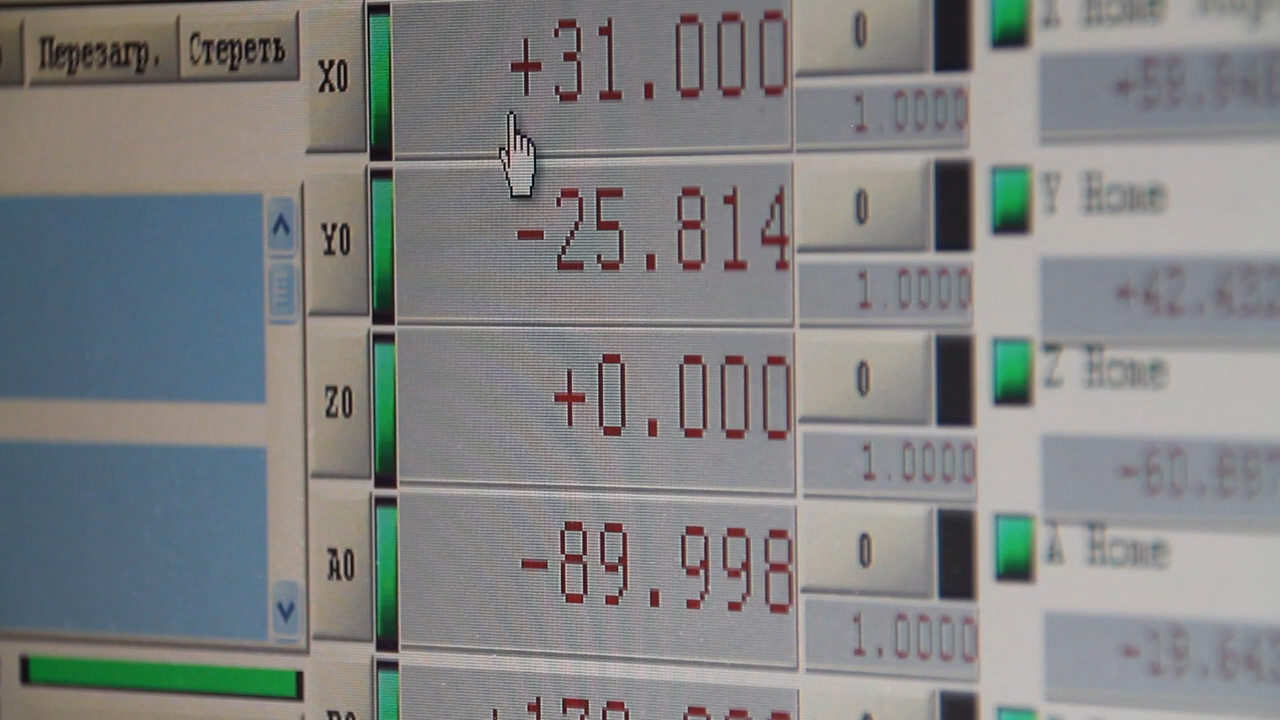 Перезагр. Стереть
X0 +31.000 0
1.0000
Y0 -25.814 0 Y Home
1.0000
Z0 +0.000 0 Z Home
1.0000
A0 -89.998 0 A Home
1.0000